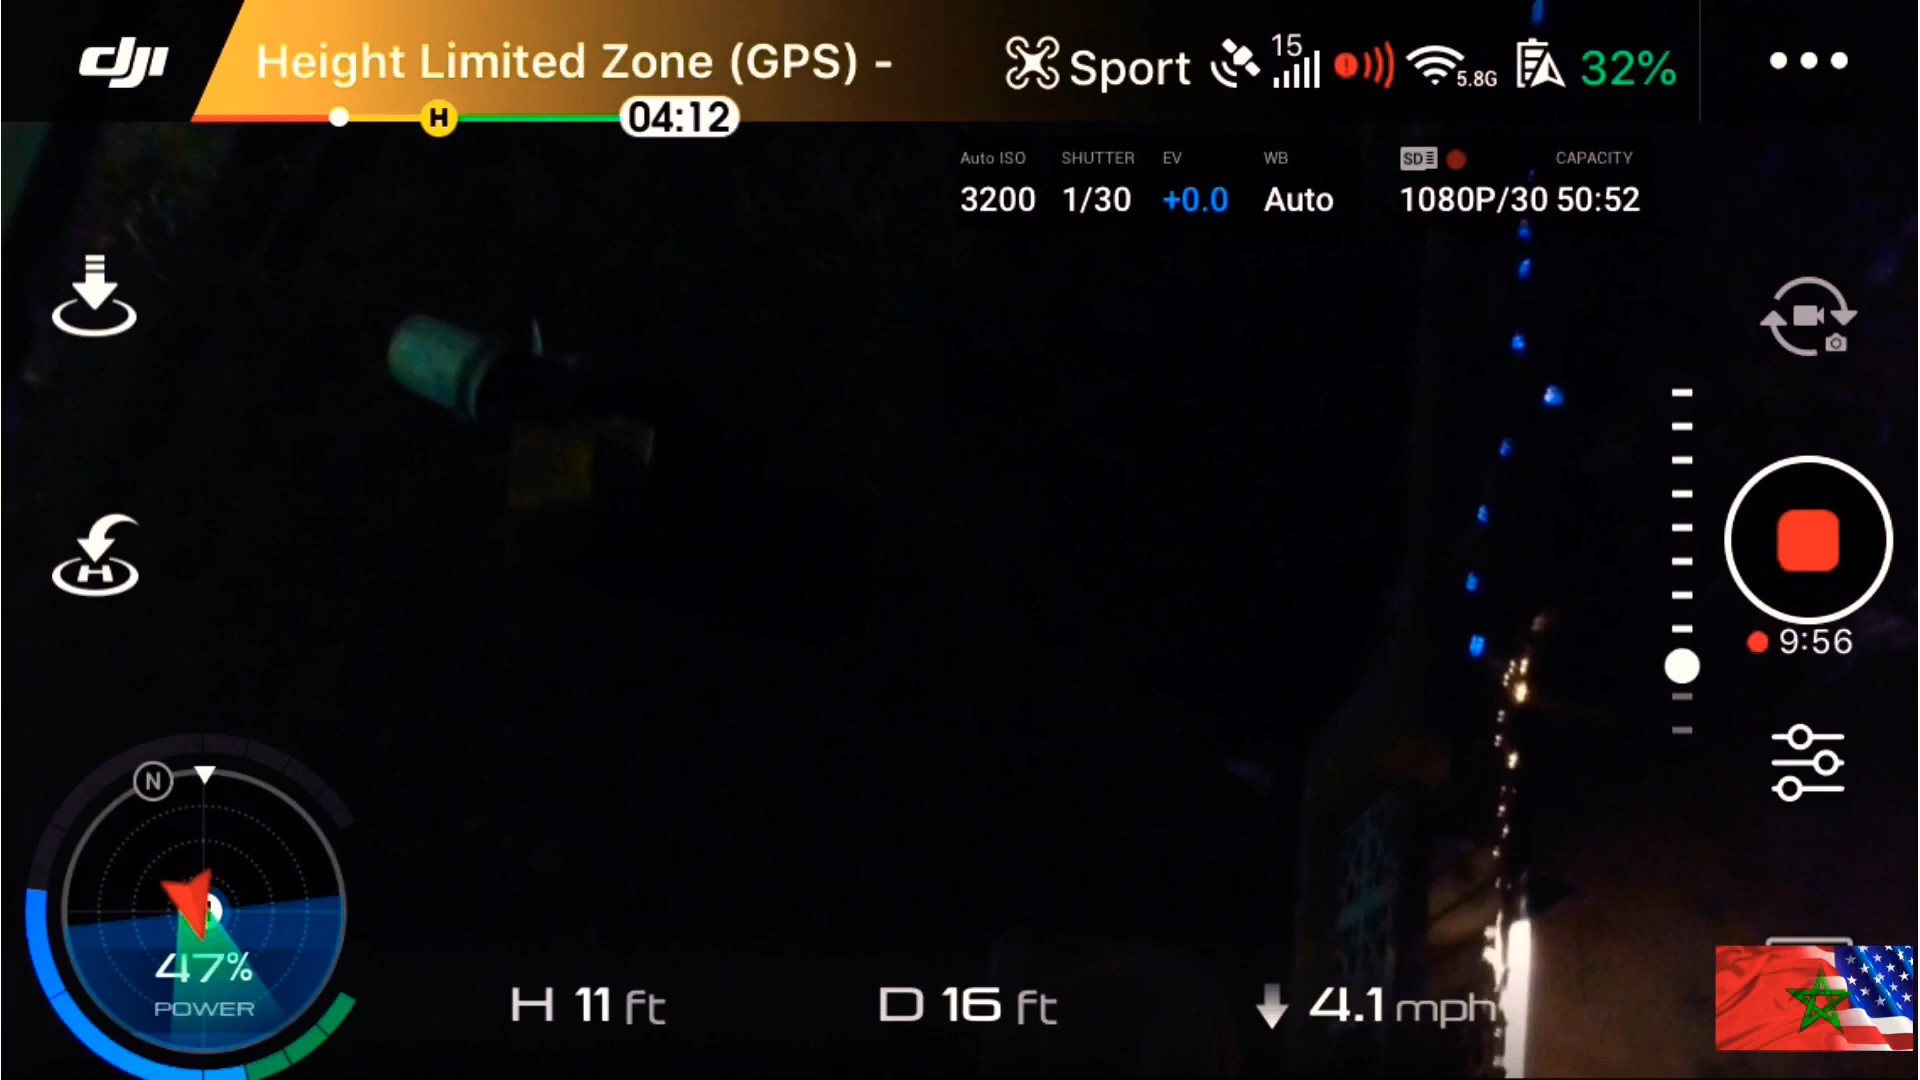 dji
Height Limited Zone (GPS) -
Sport
15
5.8G
32%
H
04:12
Auto ISO
SHUTTER
EV
WB
SD
CAPACITY
3200
1/30
+0.0
Auto
1080P/30
50:52
H
9:56
N
47%
POWER
H 11 ft
D 16 ft
4.1 mph